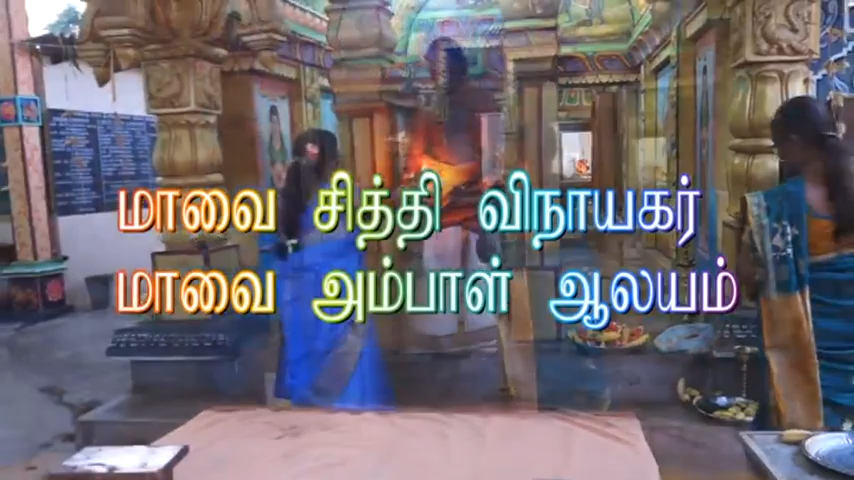 மாவை சித்தி விநாயகர்
மாவை அம்பாள் ஆலயம்